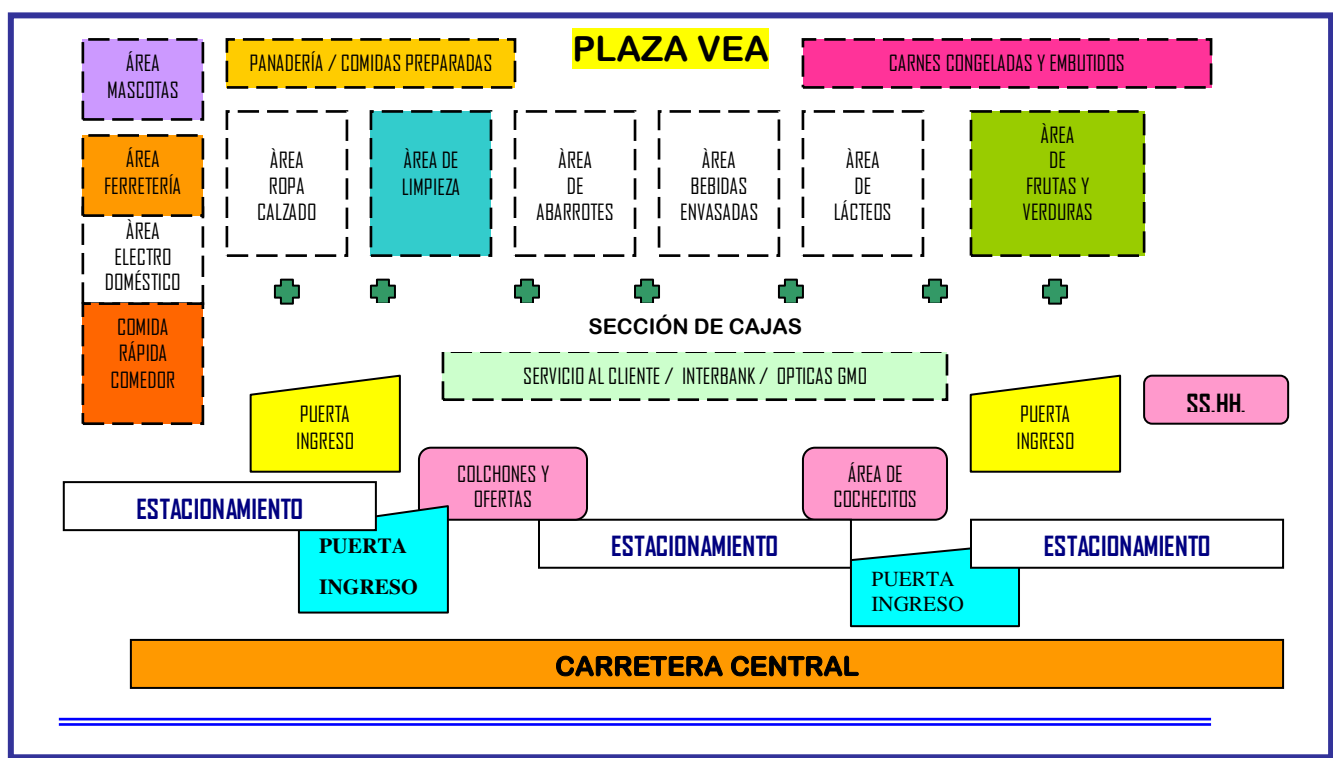 PLAZA VEA
ÁREA
MASCOTAS
PANADERÍA / COMIDAS PREPARADAS
CARNES CONGELADAS Y EMBUTIDOS
ÁREA
FERRETERÍA
ÀREA
ROPA
CALZADO
ÀREA DE
LIMPIEZA
ÀREA
DE
ABARROTES
ÀREA
BEBIDAS
ENVASADAS
ÀREA
DE
LÁCTEOS
ÀREA
DE
FRUTAS Y
VERDURAS
ÀREA
ELECTRO
DOMÉSTICO
COMIDA
RÁPIDA
COMEDOR
SECCIÓN DE CAJAS
SERVICIO AL CLIENTE / INTERBANK / OPTICAS GMO
PUERTA
INGRESO
PUERTA
INGRESO
SS.HH.
COLCHONES Y
OFERTAS
ÁREA DE
COCHECITOS
ESTACIONAMIENTO
PUERTA
INGRESO
ESTACIONAMIENTO
PUERTA
INGRESO
ESTACIONAMIENTO
CARRETERA CENTRAL